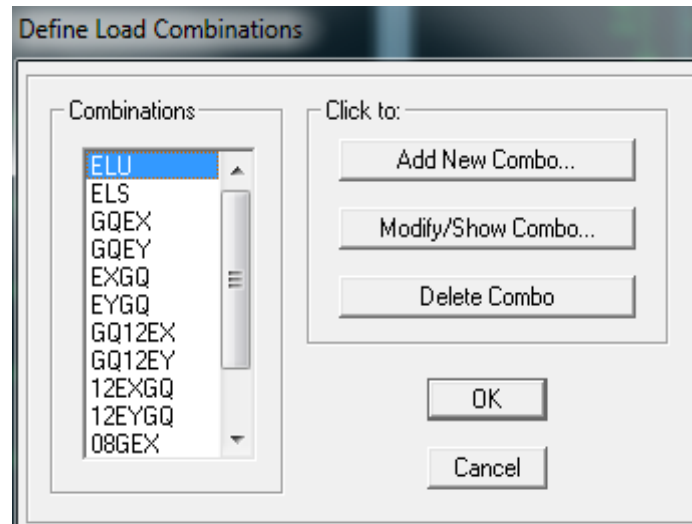 Define Load Combinations
Combinations
ELU
ELS
GQEX
GQEY
EXGQ
EYGQ
GQ12EX
GQ12EY
12EXGQ
12EYGQ
08GEX
Click to:
Add New Combo...
Modify/Show Combo...
Delete Combo
OK
Cancel